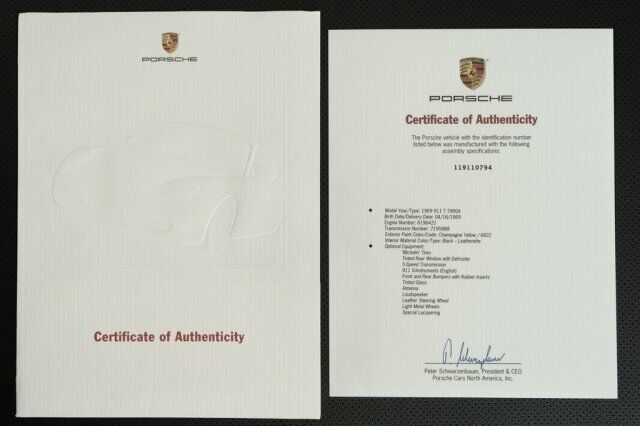 PORSCHE
Certificate of Authenticity
PORSCHE
Certificate of Authenticity
The Porsche vehicle with the identification number
listed below was manufactured with the following
assembly specifications:
119110794
Model Year/Type: 1969 911 T TARGA
Birth Date/Delivery Date: 04/16/1969
Engine Number: 6196421
Transmission Number: 7195988
Exterior Paint Color/Code: Champagne Yellow / 6822
Interior Material Color/Type: Black - Leatherette
Optional Equipment:
'Michelin' Tires
Tinted Rear Window with Defroster
5-Speed Transmission
911 S/Instruments (English)
Front and Rear Bumpers with Rubber Inserts
Tinted Glass
Antenna
Loudspeaker
Leather Steering Wheel
Light Metal Wheels
Special Lacquering
Peter Schwarzenbauer, President & CEO
Porsche Cars North America, Inc.